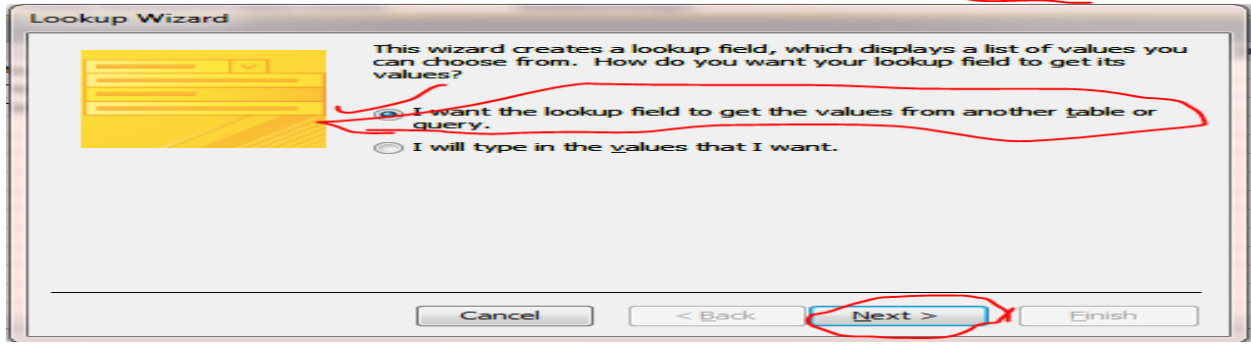 Lookup Wizard
This wizard creates a lookup field, which displays a list of values you
can choose from. How do you want your lookup field to get its
values?
I want the lookup field to get the values from another table or
query.
I will type in the values that I want.
Cancel
< Back
Next >
Finish